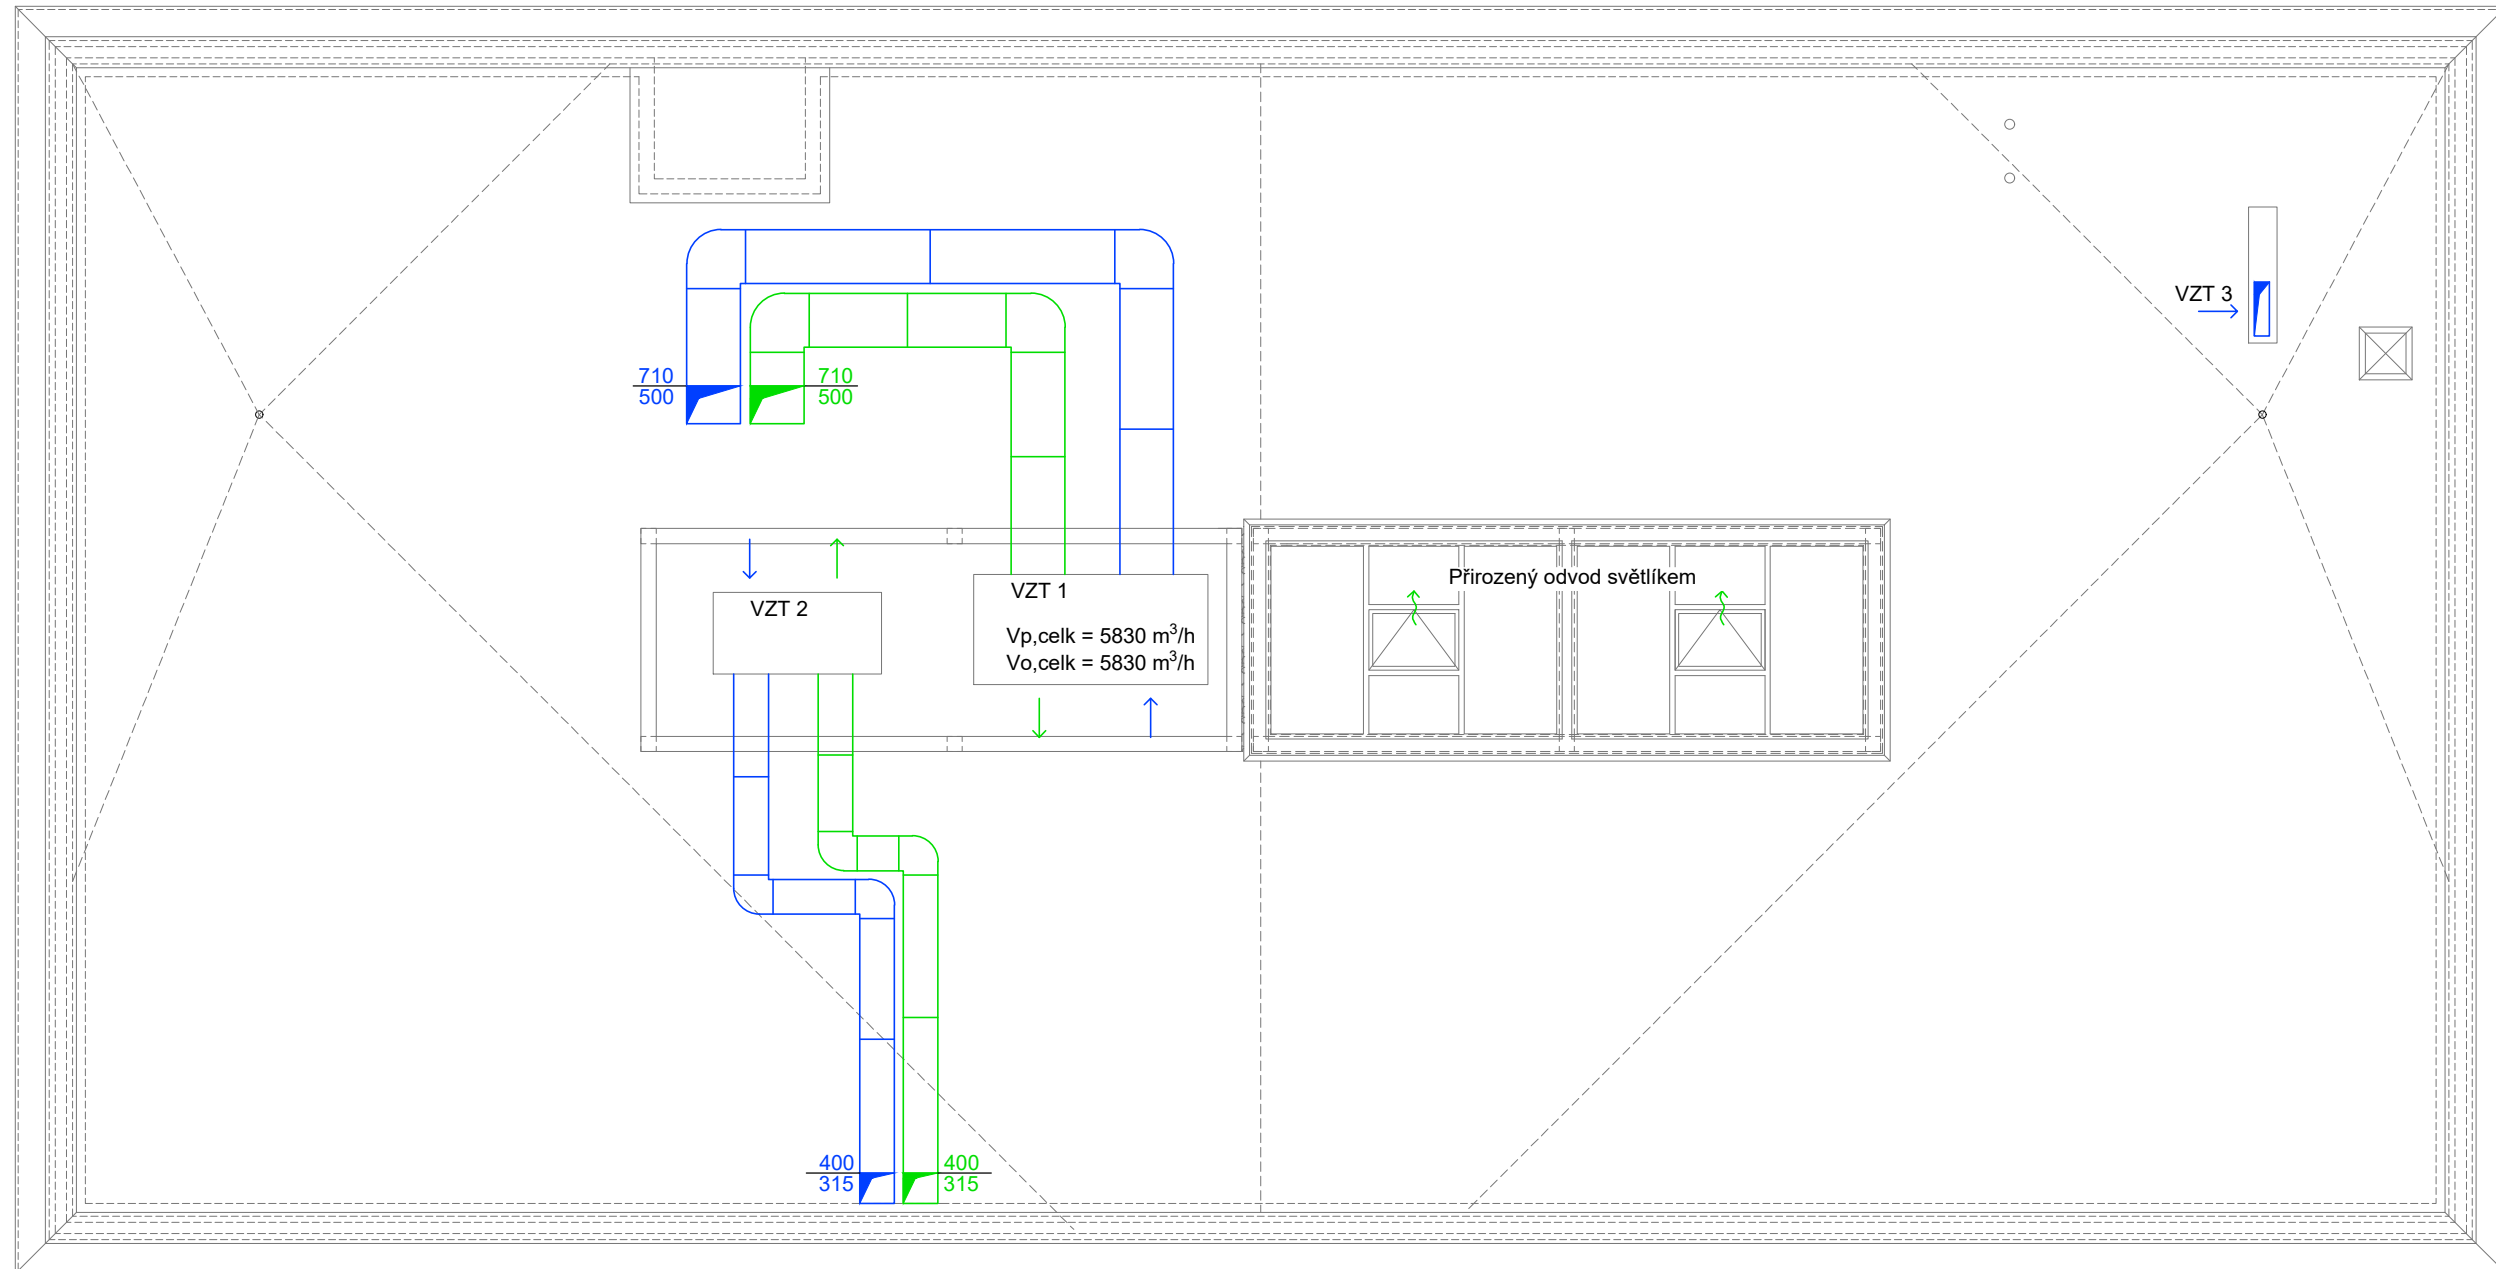 VZT 3
710
500
710
500
Přirozený odvod světlíkem
VZT 1
VZT 2
Vp,celk = 5830 m³/h
Vo,celk = 5830 m³/h
400
315
400
315